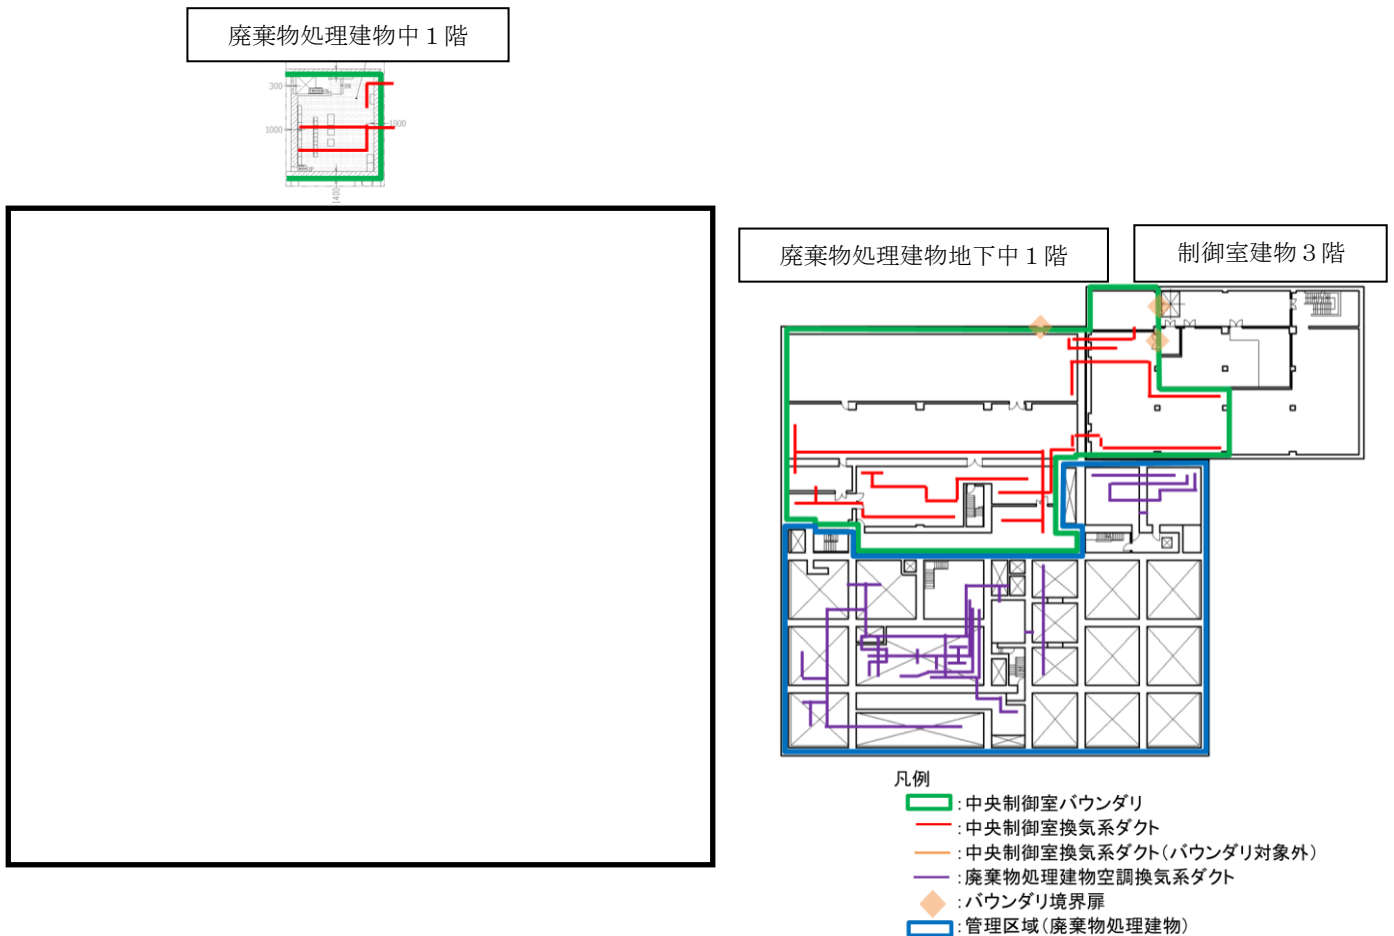 廃棄物処理建物中１階
300
1000
1000
1400
廃棄物処理建物地下中１階
制御室建物３階
凡例
：中央制御室バウンダリ
：中央制御室換気系ダクト
：中央制御室換気系ダクト（バウンダリ対象外）
：廃棄物処理建物空調換気系ダクト
：バウンダリ境界扉
：管理区域（廃棄物処理建物）